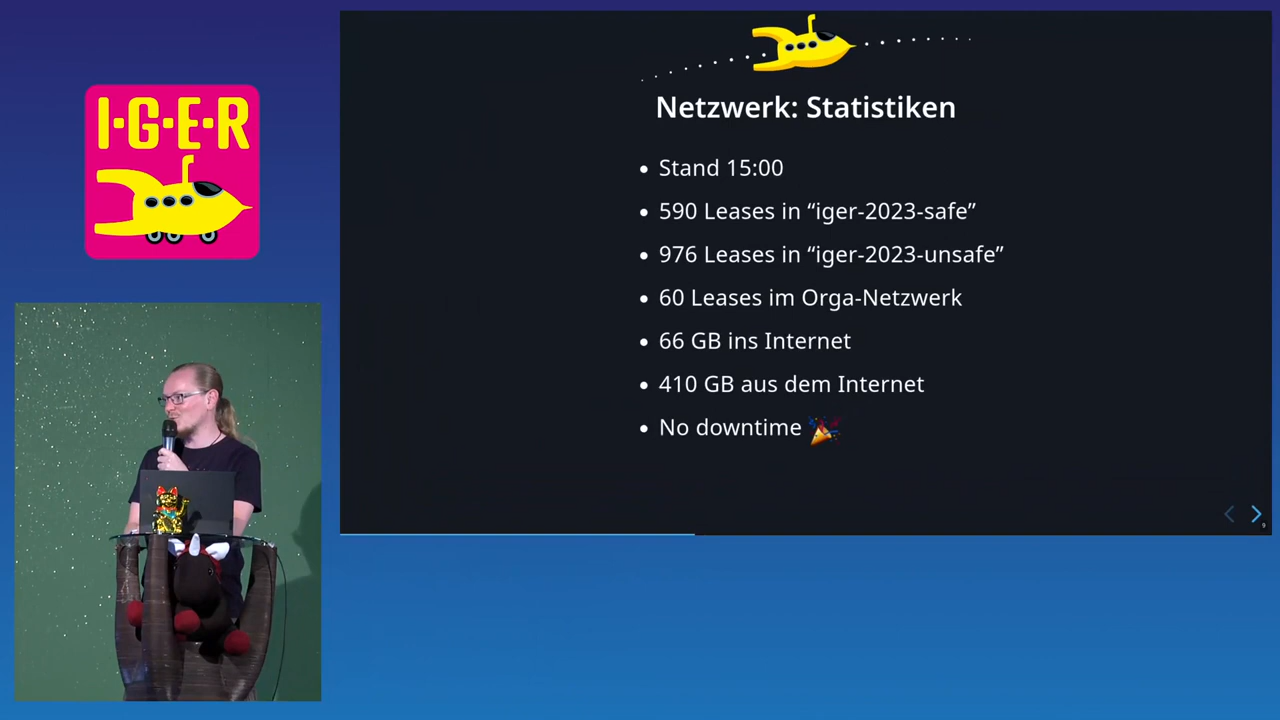 I·G·E·R
Netzwerk: Statistiken
Stand 15:00
590 Leases in “iger-2023-safe”
976 Leases in “iger-2023-unsafe”
60 Leases im Orga-Netzwerk
66 GB ins Internet
410 GB aus dem Internet
No downtime 🎉
9